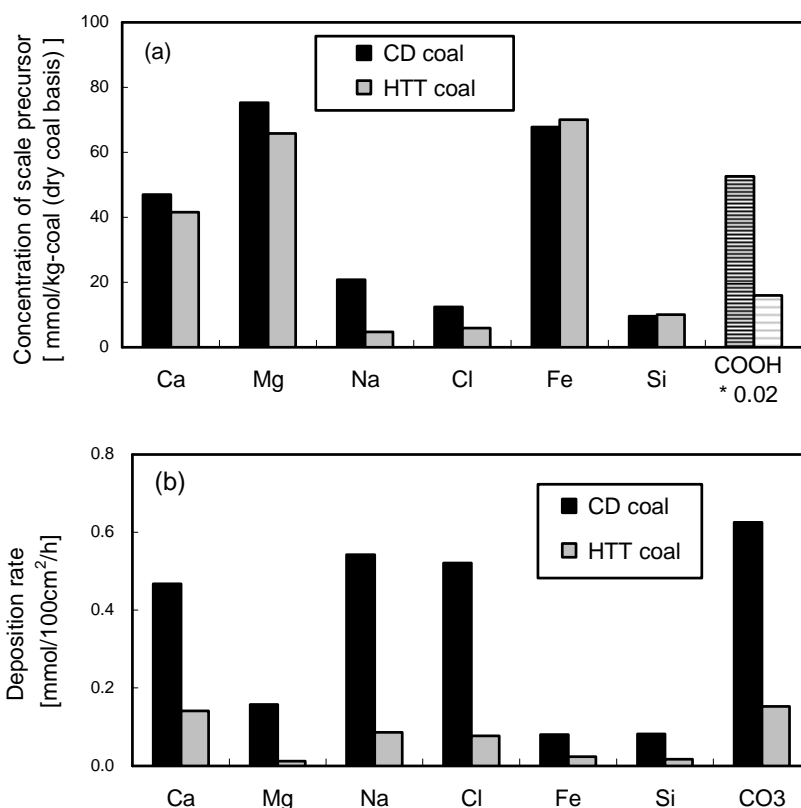 Concentration of scale precursor
[ mmol/kg-coal (dry coal basis) ]
100
80
60
40
20
0
(a)
CD coal
HTT coal
Ca Mg Na Cl Fe Si COOH
* 0.02
Deposition rate
[mmol/100cm²/h]
0.8
0.6
0.4
0.2
0.0
(b)
CD coal
HTT coal
Ca Mg Na Cl Fe Si CO3